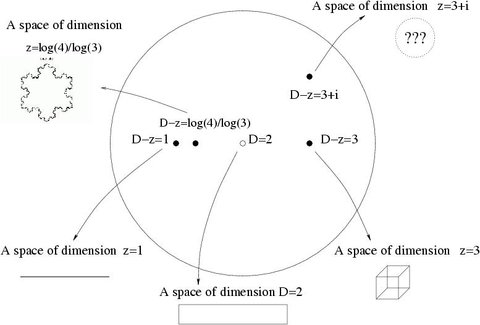 A space of dimension z=3+i
???
A space of dimension
z=log(4)/log(3)
D-z=3+i
D-z=log(4)/log(3)
D-z=1
D=2
D-z=3
A space of dimension z=1
A space of dimension z=3
A space of dimension D=2